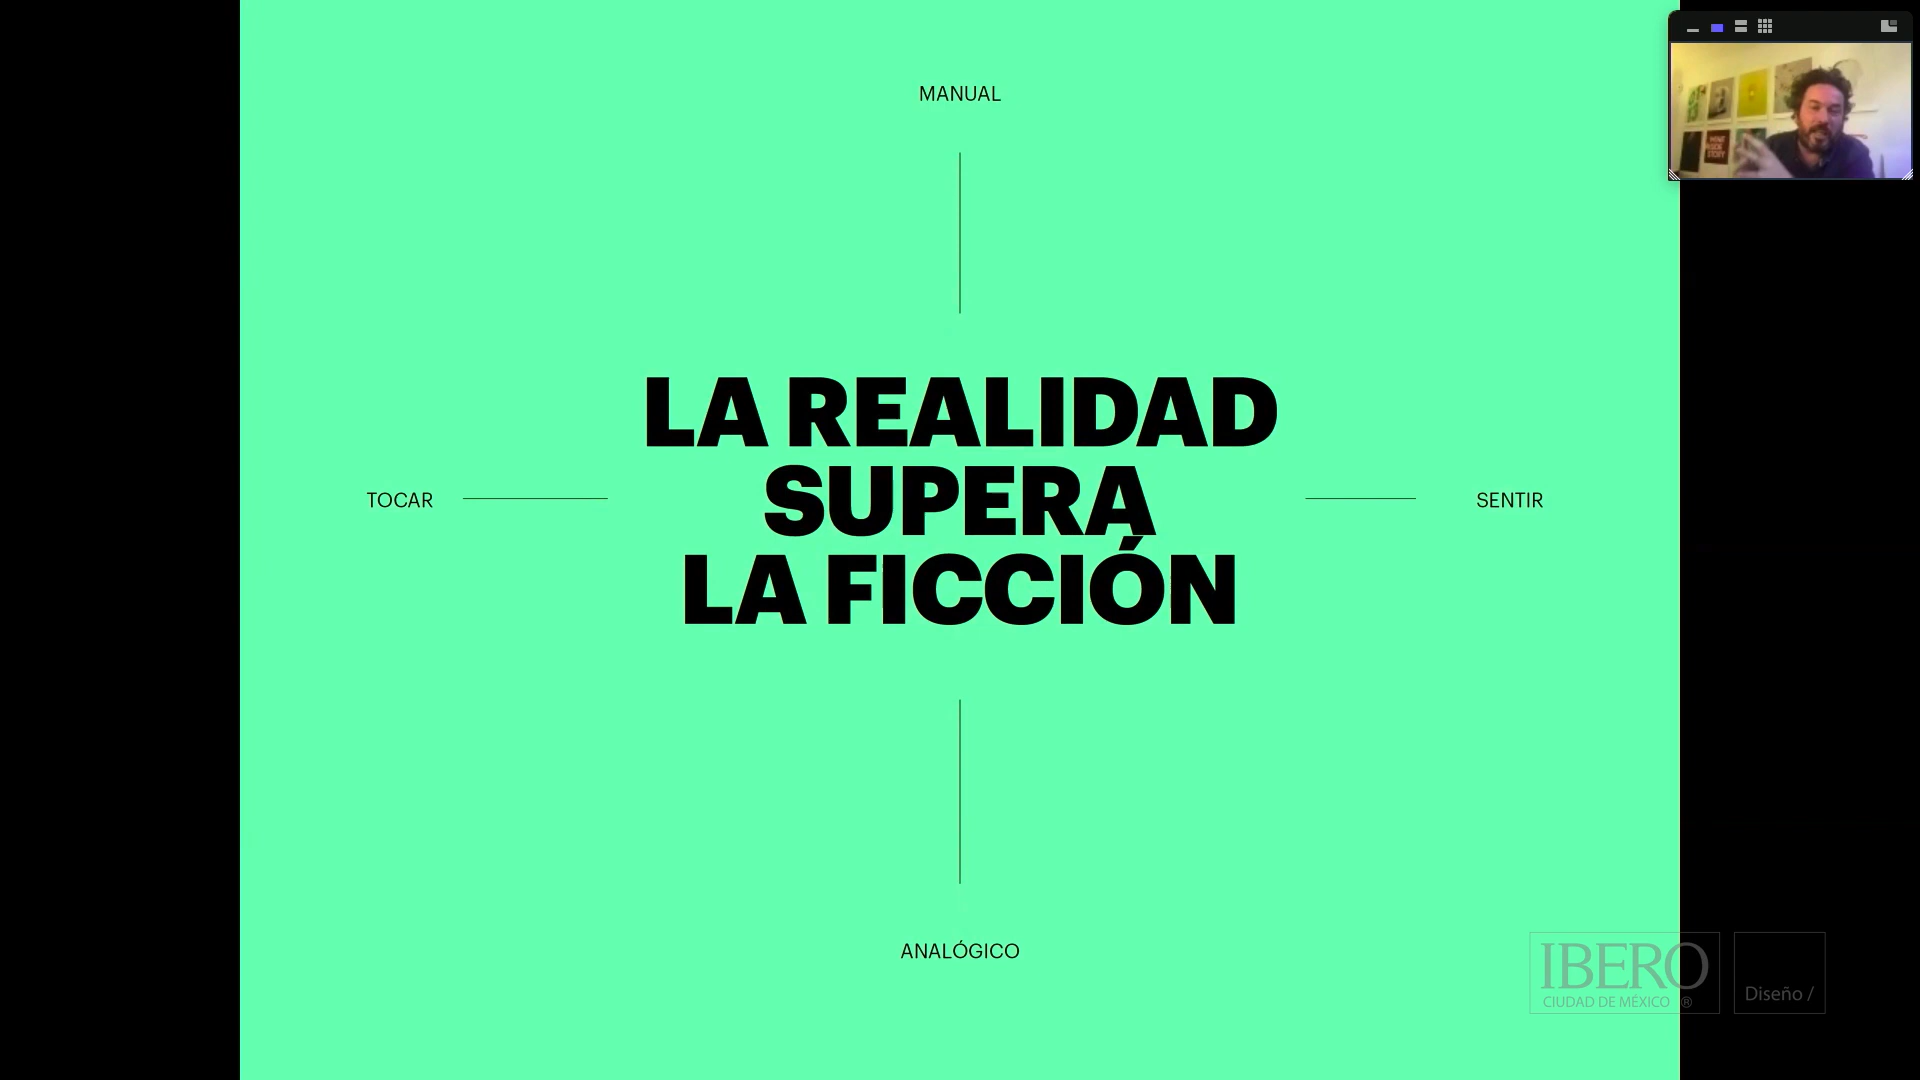 MANUAL
LA REALIDAD
SUPERA
LA FICCIÓN
TOCAR
SENTIR
ANALÓGICO
IBERO
CIUDAD DE MÉXICO ®
Diseño /